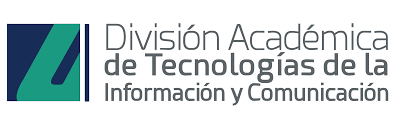 División Académica
de Tecnologías de la
Información y Comunicación